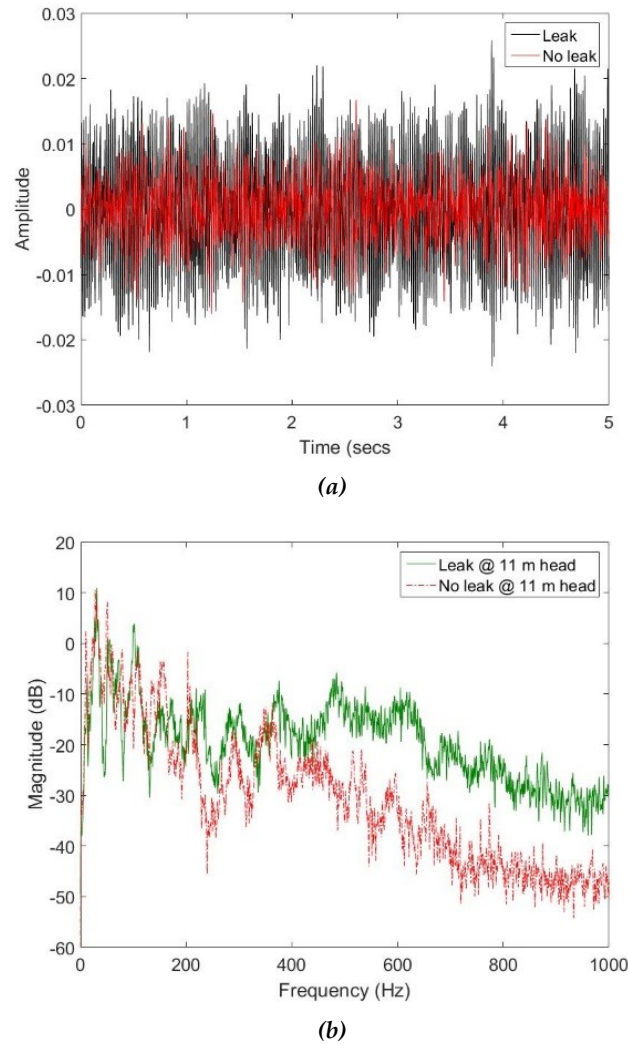 0.03
0.02
0.01
0
-0.01
-0.02
-0.03
Amplitude
Leak
No leak
0 1 2 3 4 5
Time (secs
(a)
20
10
0
-10
-20
-30
-40
-50
-60
Magnitude (dB)
Leak @ 11 m head
No leak @ 11 m head
0 200 400 600 800 1000
Frequency (Hz)
(b)